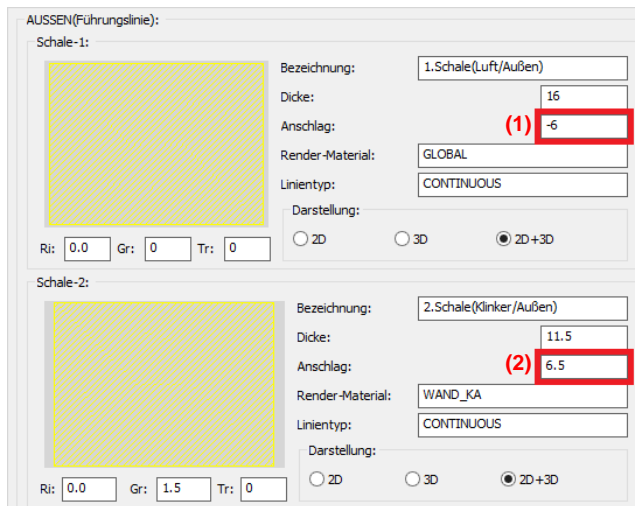 AUSSEN(Führungslinie):
Schale-1:
Bezeichnung: 1.Schale(Luft/Außen)
Dicke: 16
Anschlag: (1) -6
Render-Material: GLOBAL
Linientyp: CONTINUOUS
Darstellung:
2D 3D 2D+3D
Ri: 0.0 Gr: 0 Tr: 0
Schale-2:
Bezeichnung: 2.Schale(Klinker/Außen)
Dicke: 11.5
Anschlag: (2) 6.5
Render-Material: WAND_KA
Linientyp: CONTINUOUS
Darstellung:
2D 3D 2D+3D
Ri: 0.0 Gr: 1.5 Tr: 0